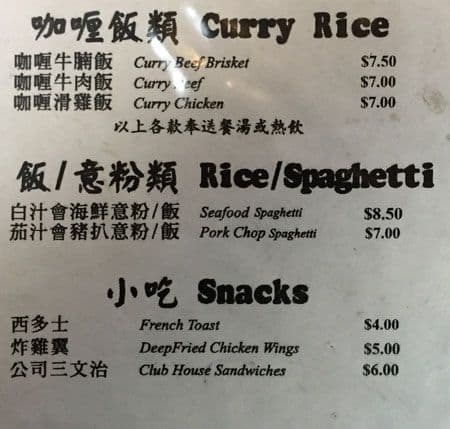 咖喱飯類 Curry Rice
咖喱牛腩飯 Curry Beef Brisket $7.50
咖喱牛肉飯 Curry Beef $7.00
咖喱滑雞飯 Curry Chicken $7.00
以上各款奉送餐湯或熱飲
飯/意粉類 Rice/Spaghetti
白汁會海鮮意粉/飯 Seafood Spaghetti $8.50
茄汁會豬扒意粉/飯 Pork Chop Spaghetti $7.00
小吃 Snacks
西多士 French Toast $4.00
炸雞翼 DeepFried Chicken Wings $5.00
公司三文治 Club House Sandwiches $6.00